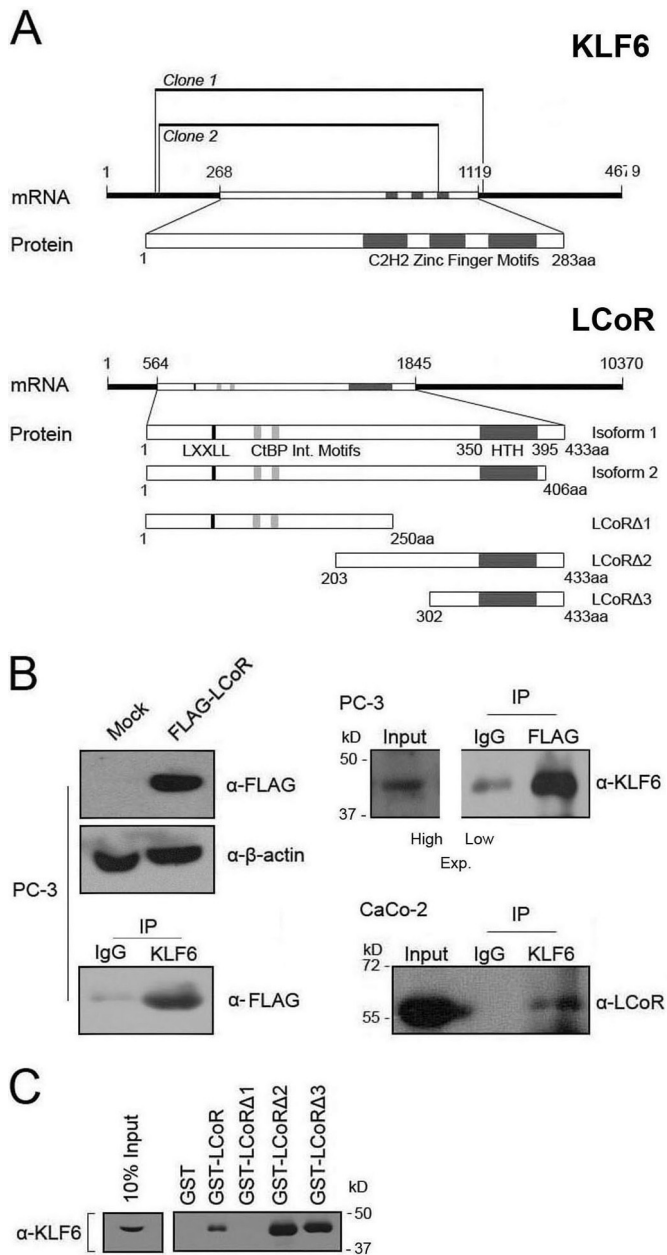 A
KLF6
Clone 1
Clone 2
1 268 1119 4679
mRNA
Protein
1 C2H2 Zinc Finger Motifs 283aa
LCoR
1 564 1845 10370
mRNA
Protein Isoform 1
1 LXXLL CtBP Int. Motifs 350 HTH 395 433aa
Isoform 2
1 406aa
LCoRΔ1
1 250aa
LCoRΔ2
203 433aa
LCoRΔ3
302 433aa
B
Mock FLAG-LCoR
α-FLAG
α-β-actin
PC-3
IP
IgG KLF6
α-FLAG
PC-3 IP
kD Input IgG FLAG
50 -
α-KLF6
37 -
High Low
Exp.
CaCo-2 IP
kD Input IgG KLF6
72 -
α-LCoR
55 -
C
10% Input GST GST-LCoR GST-LCoRΔ1 GST-LCoRΔ2 GST-LCoRΔ3 kD
- 50
α-KLF6
- 37